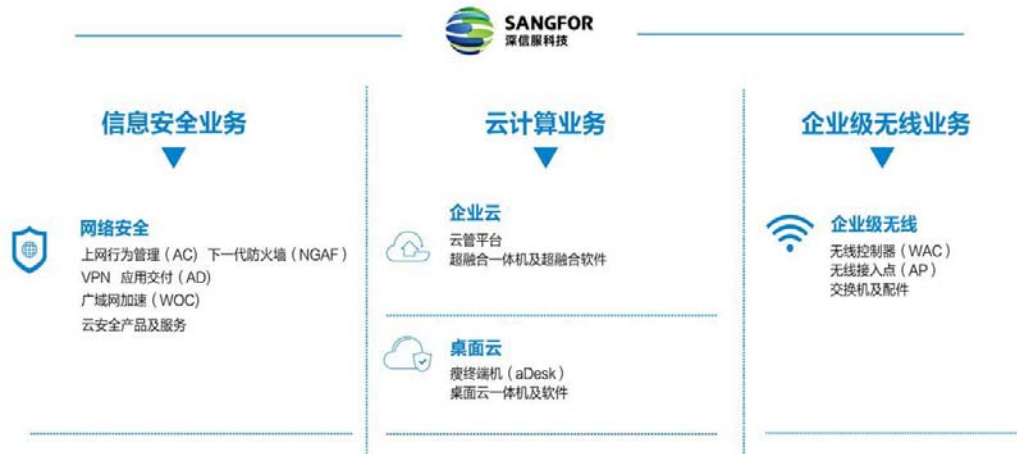 SANGFOR
深信服科技
信息安全业务
网络安全
上网行为管理（AC） 下一代防火墙（NGAF）
VPN 应用交付（AD）
广域网加速（WOC）
云安全产品及服务
云计算业务
企业云
云管平台
超融合一体机及超融合软件
桌面云
瘦终端机（aDesk）
桌面云一体机及软件
企业级无线业务
企业级无线
无线控制器（WAC）
无线接入点（AP）
交换机及配件